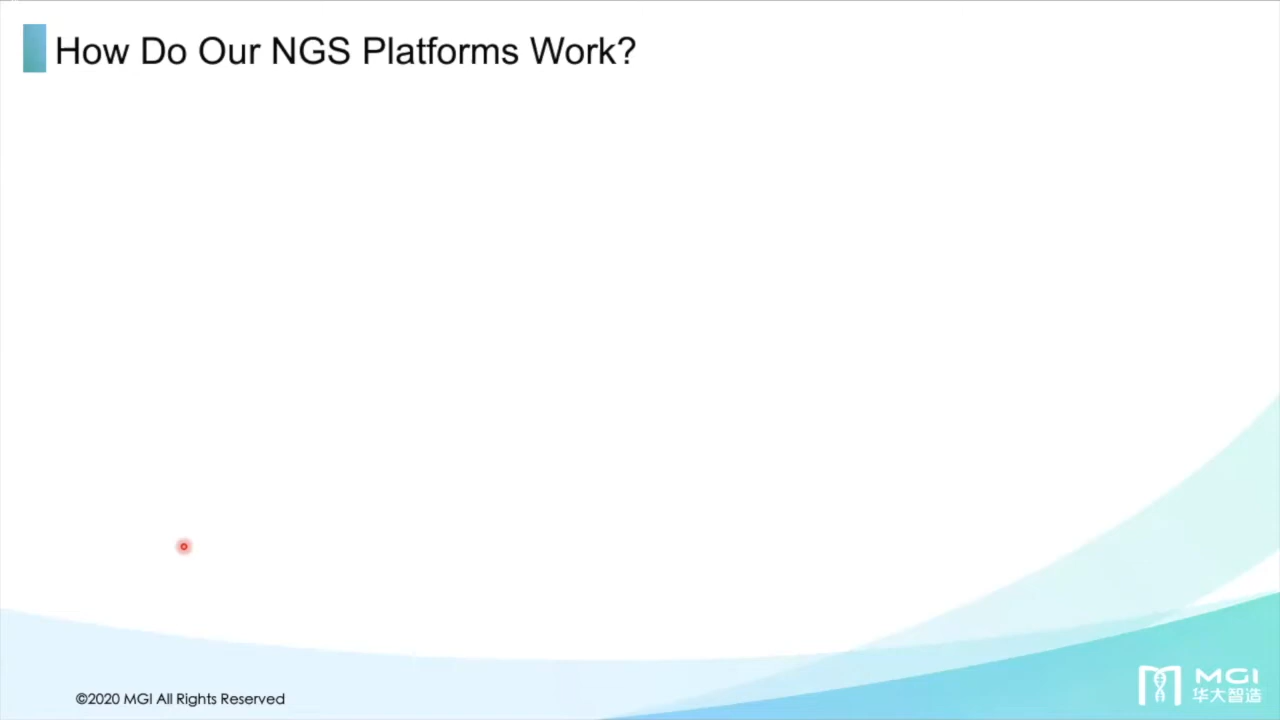 How Do Our NGS Platforms Work?
©2020 MGI All Rights Reserved
MGI
华大智造